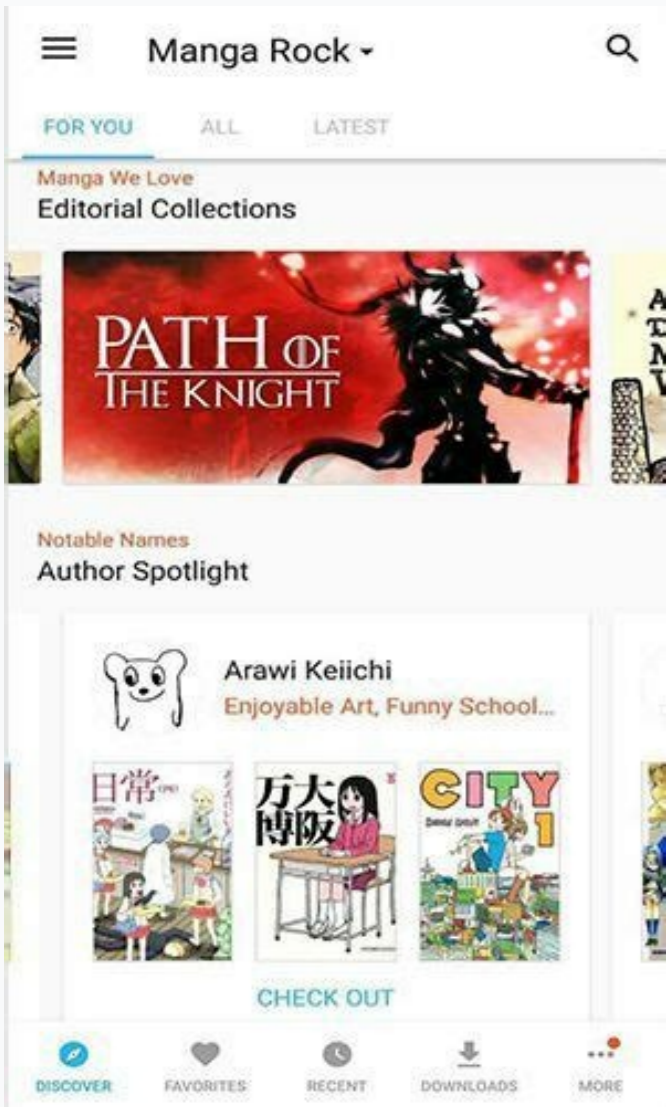 Manga Rock
FOR YOU ALL LATEST
Manga We Love
Editorial Collections
PATH OF
THE KNIGHT
Notable Names
Author Spotlight
Arawi Keiichi
Enjoyable Art, Funny School...
日常
万大
博阪
CITY
1
CHECK OUT
DISCOVER FAVORITES RECENT DOWNLOADS MORE